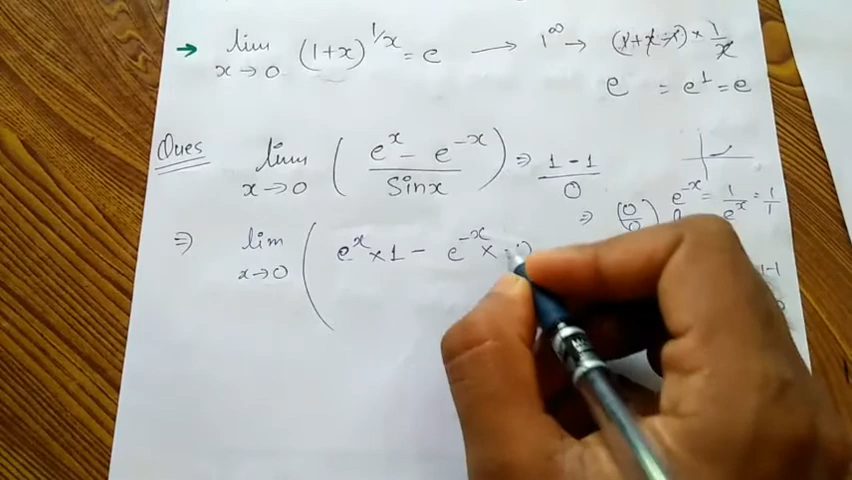 → lim x→0 (1+x)^1/x = e → 1^∞ → (1+x-1) × 1/x
e = e^1 = e
Ques lim x→0 ( e^x - e^-x / Sinx ) ⇒ 1-1 / 0
⇒ (0/0) e^-x = 1/e^x = 1/1
⇒ lim x→0 ( e^x × 1 - e^-x ×